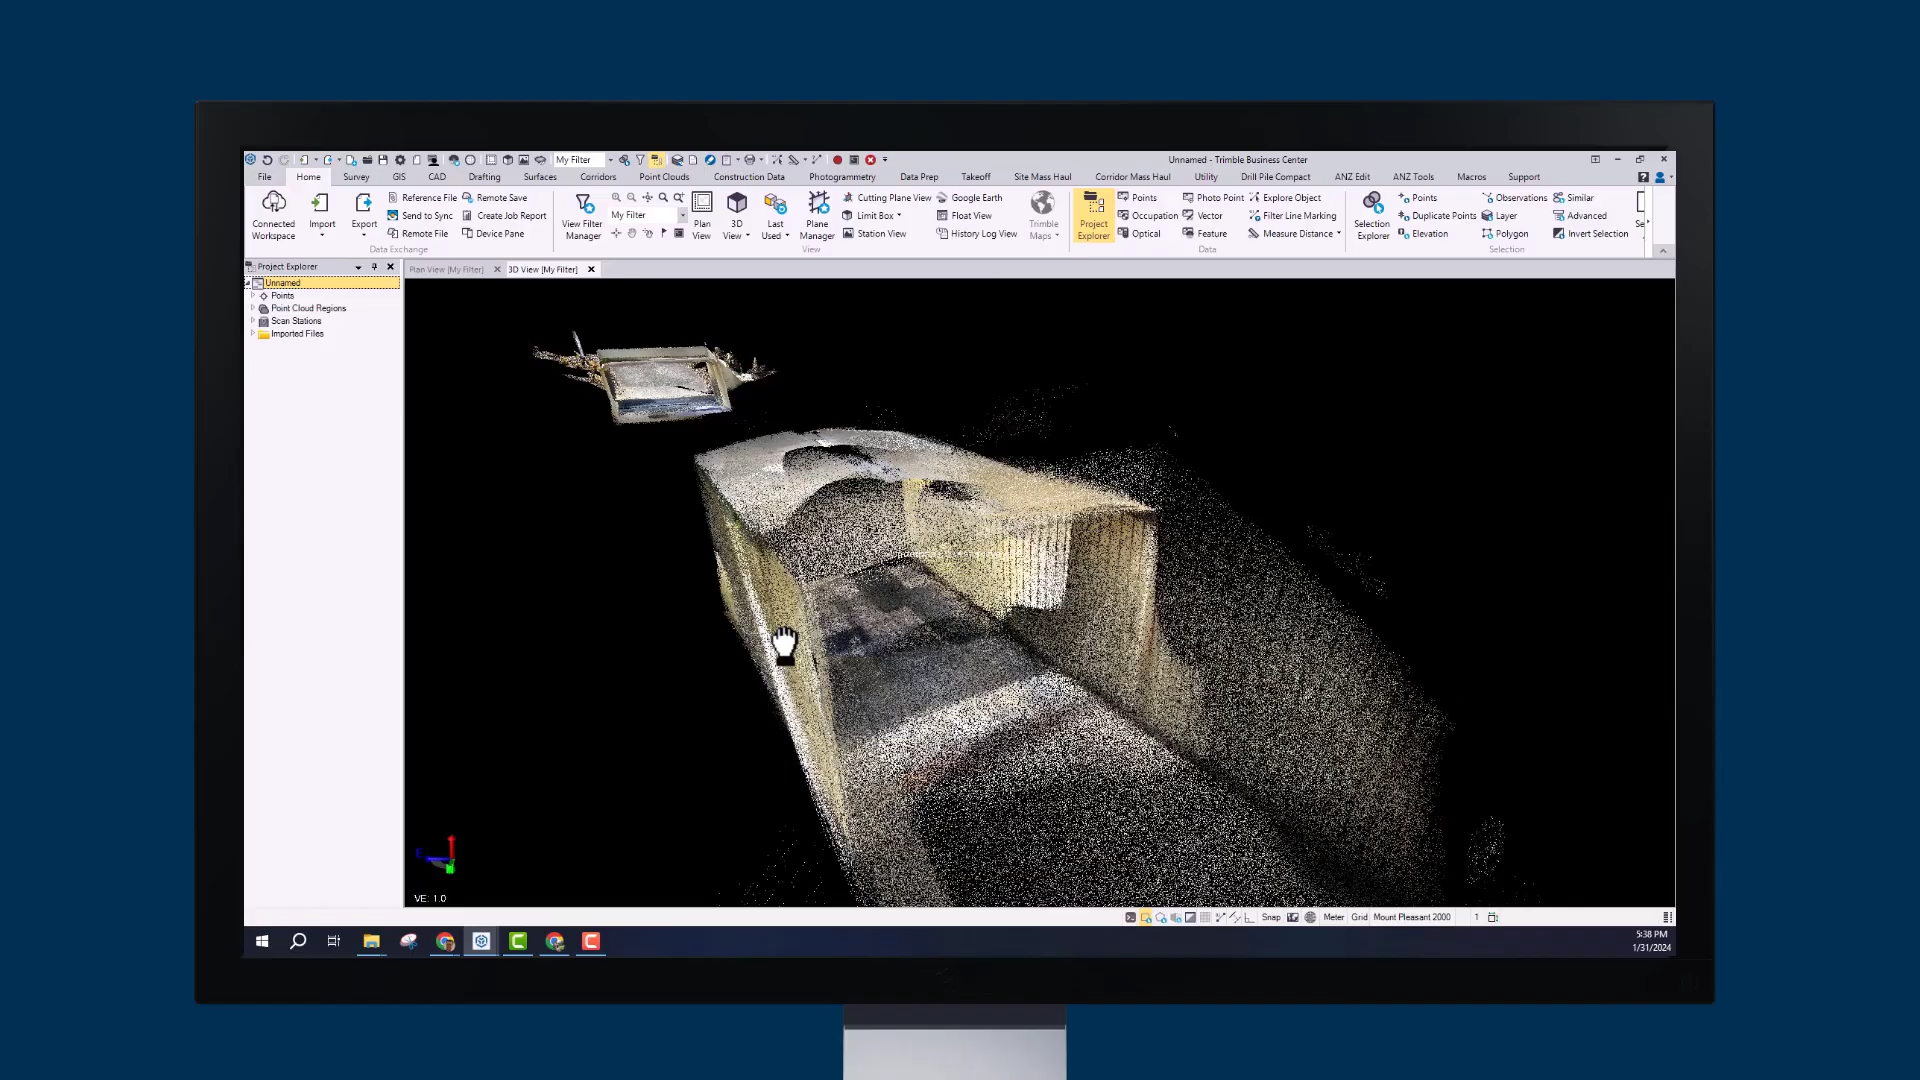 My Filter
Unnamed - Trimble Business Center
File Home Survey GIS CAD Drafting Surfaces Corridors Point Clouds Construction Data Photogrammetry Data Prep Takeoff Site Mass Haul Corridor Mass Haul Utility Drill Pile Compact ANZ Edit ANZ Tools Macros Support
Connected Workspace
Import
Export
Reference File
Send to Sync
Remote File
Remote Save
Create Job Report
Device Pane
Data Exchange
View Filter Manager
My Filter
Plan View
3D View
Last Used
Plane Manager
Cutting Plane View
Limit Box
Station View
Google Earth
Float View
History Log View
View
Trimble Maps
Project Explorer
Points
Occupation
Optical
Photo Point
Vector
Feature
Explore Object
Filter Line Marking
Measure Distance
Data
Selection Explorer
Points
Duplicate Points
Elevation
Observations
Layer
Polygon
Similar
Advanced
Invert Selection
Se
Selection
Project Explorer
Plan View [My Filter]
3D View [My Filter]
Unnamed
Points
Point Cloud Regions
Scan Stations
Imported Files
E
VE: 1.0
Snap
Meter
Grid
Mount Pleasant 2000
1
5:38 PM
1/31/2024